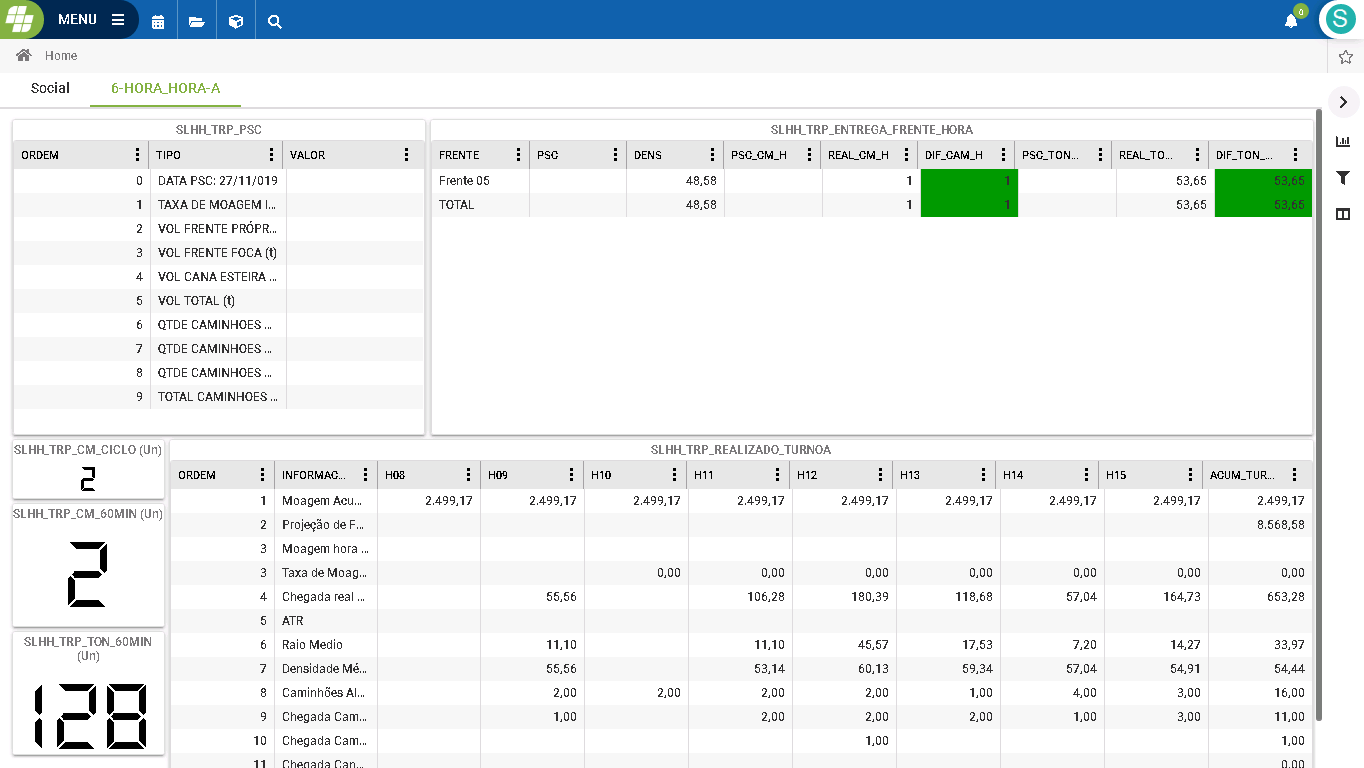 MENU
0
S
Home
Social 6-HORA_HORA-A
SLHH_TRP_PSC
ORDEM TIPO VALOR
0 DATA PSC: 27/11/019
1 TAXA DE MOAGEM I...
2 VOL FRENTE PRÓPR...
3 VOL FRENTE FOCA (t)
4 VOL CANA ESTEIRA ...
5 VOL TOTAL (t)
6 QTDE CAMINHOES ...
7 QTDE CAMINHOES ...
8 QTDE CAMINHOES ...
9 TOTAL CAMINHOES ...
SLHH_TRP_ENTREGA_FRENTE_HORA
FRENTE PSC DENS PSC_CM_H REAL_CM_H DIF_CAM_H PSC_TON... REAL_TO... DIF_TON_...
Frente 05 48,58 1 1 53,65 53,65
TOTAL 48,58 1 1 53,65 53,65
SLHH_TRP_CM_CICLO (Un)
2
SLHH_TRP_CM_60MIN (Un)
2
SLHH_TRP_TON_60MIN
(Un)
128
SLHH_TRP_REALIZADO_TURNOA
ORDEM INFORMAC... H08 H09 H10 H11 H12 H13 H14 H15 ACUM_TUR...
1 Moagem Acu... 2.499,17 2.499,17 2.499,17 2.499,17 2.499,17 2.499,17 2.499,17 2.499,17 2.499,17
2 Projeção de F... 8.568,58
3 Moagem hora ...
3 Taxa de Moag... 0,00 0,00 0,00 0,00 0,00 0,00 0,00
4 Chegada real ... 55,56 106,28 180,39 118,68 57,04 164,73 653,28
5 ATR
6 Raio Medio 11,10 11,10 45,57 17,53 7,20 14,27 33,97
7 Densidade Mé... 55,56 53,14 60,13 59,34 57,04 54,91 54,44
8 Caminhões Al... 2,00 2,00 2,00 2,00 1,00 4,00 3,00 16,00
9 Chegada Cam... 1,00 2,00 2,00 2,00 1,00 3,00 11,00
10 Chegada Cam... 1,00 1,00
11 Chegada Can... 0,00